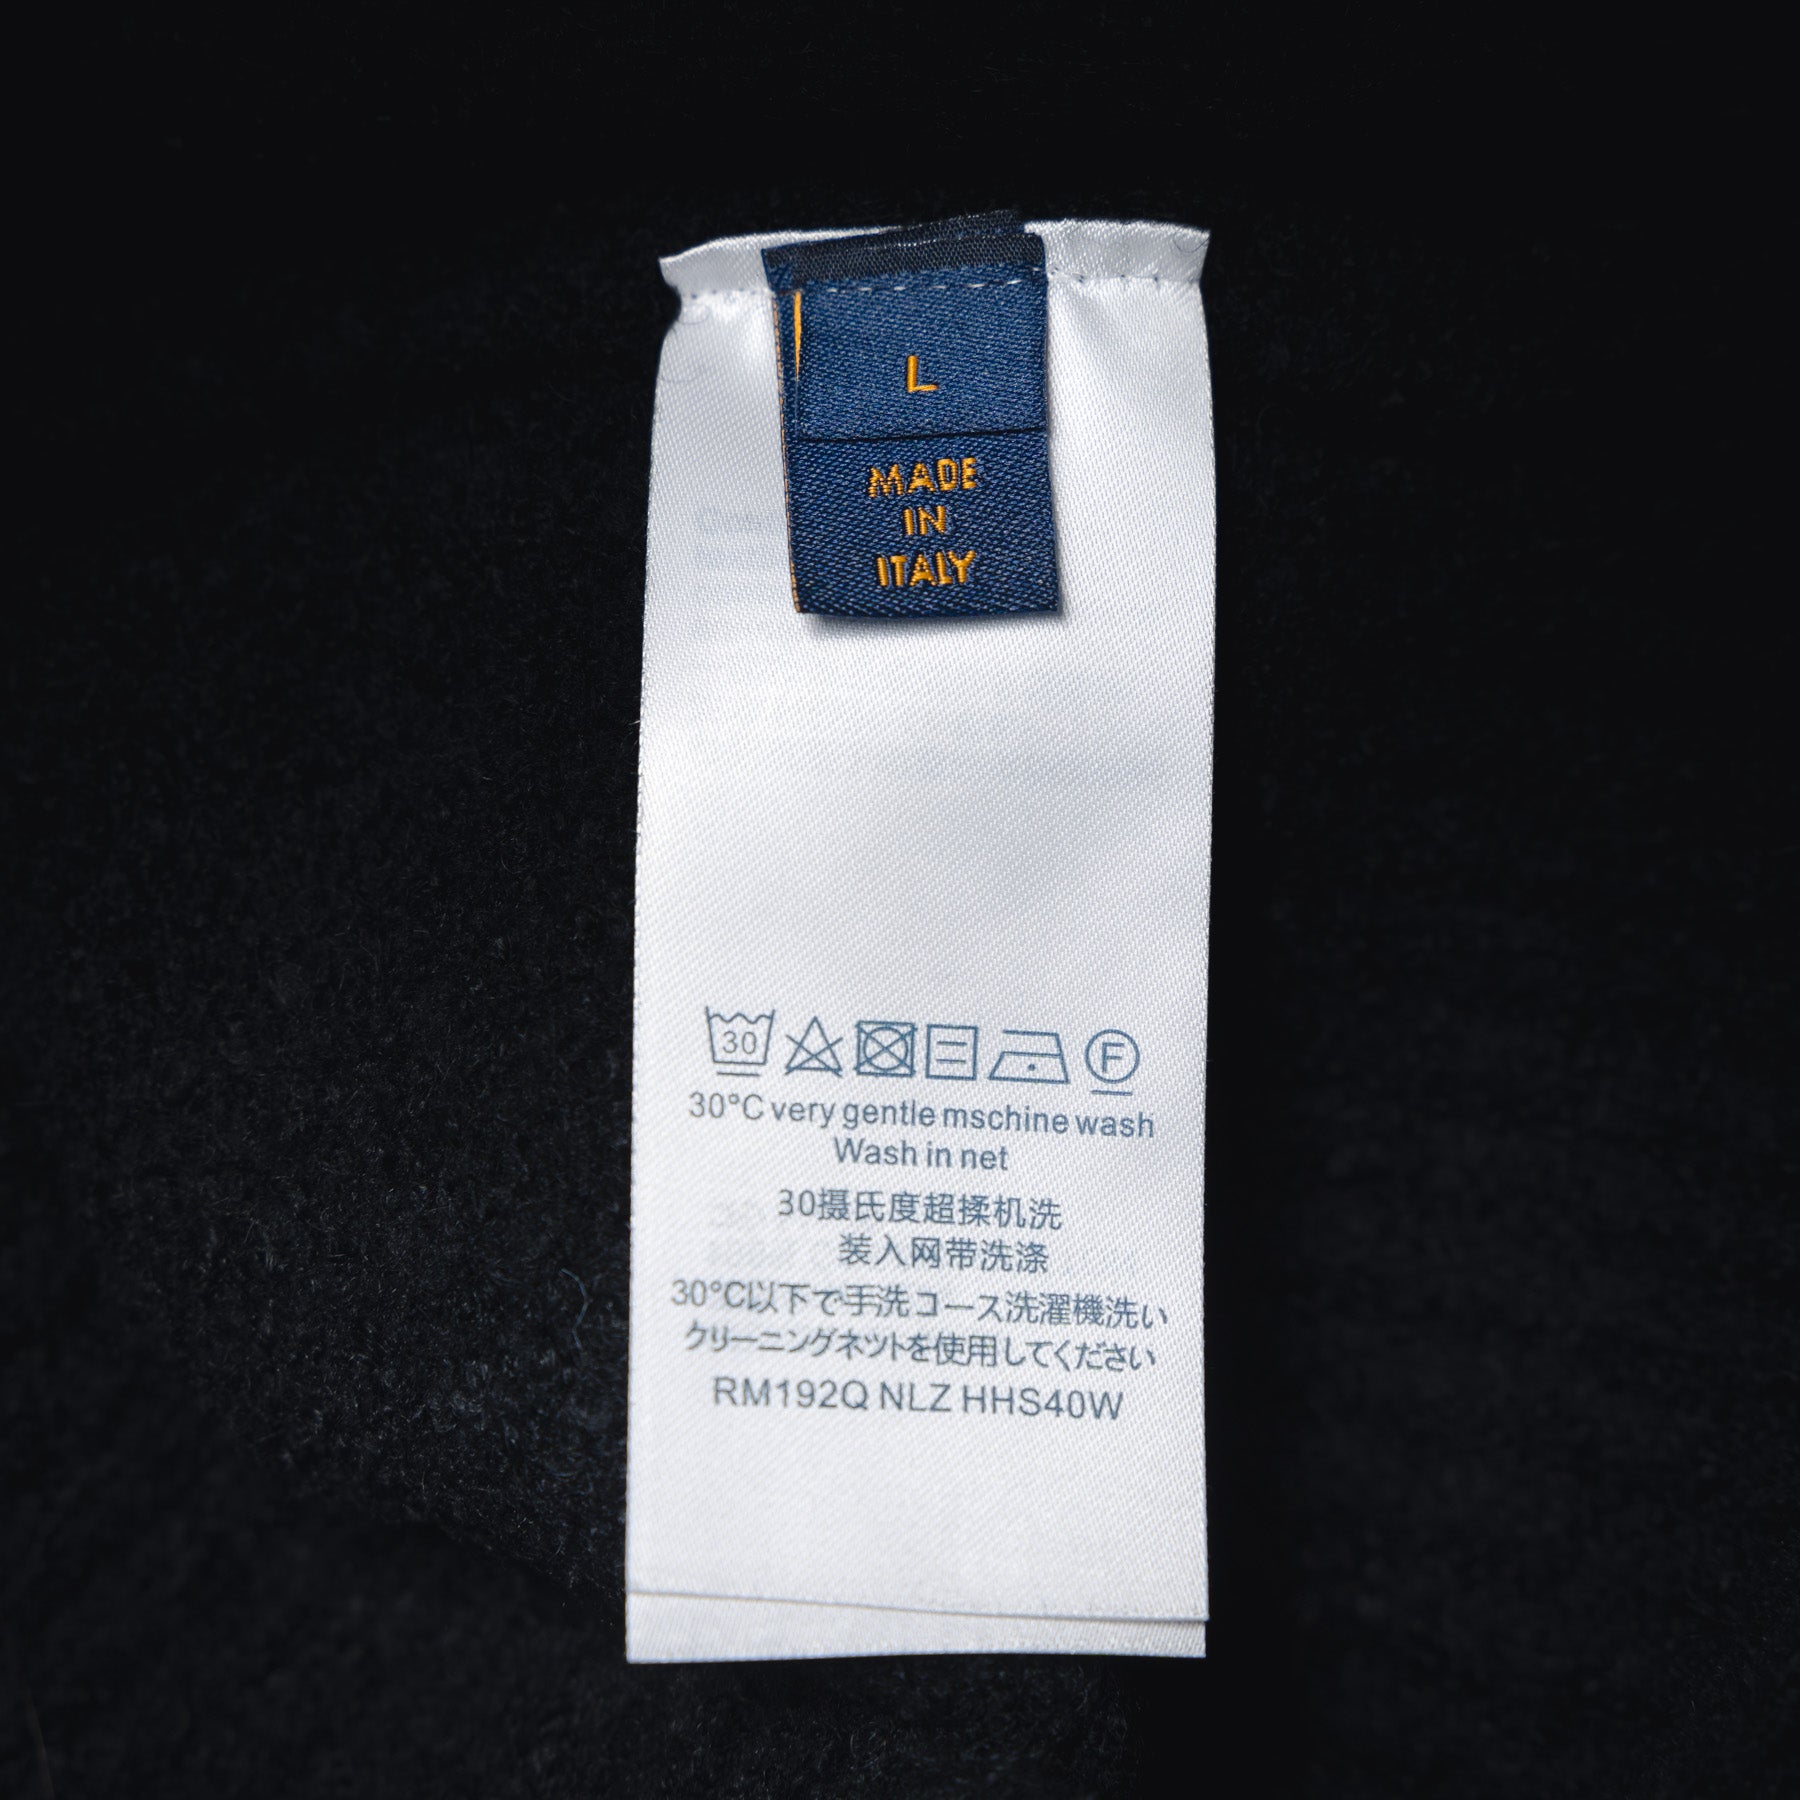 L
MADE
IN
ITALY
30
F
30°C very gentle mschine wash
Wash in net
30摄氏度超揉机洗
装入网带洗涤
30°C以下で手洗コース洗濯機洗い
クリーニングネットを使用してください
RM192Q NLZ HHS40W